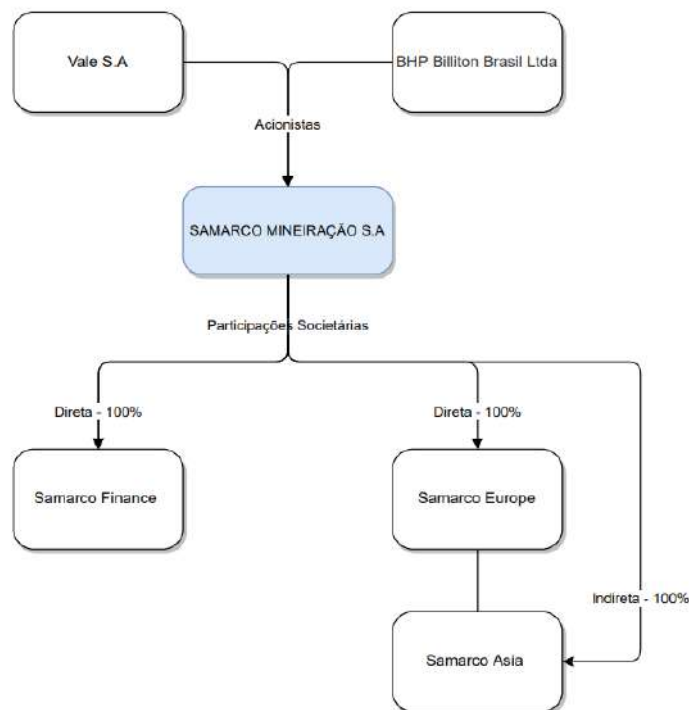 Vale S.A
BHP Billiton Brasil Ltda
Acionistas
SAMARCO MINEIRAÇÃO S.A
Participações Societárias
Direta - 100%
Direta - 100%
Samarco Finance
Samarco Europe
Indireta - 100%
Samarco Asia